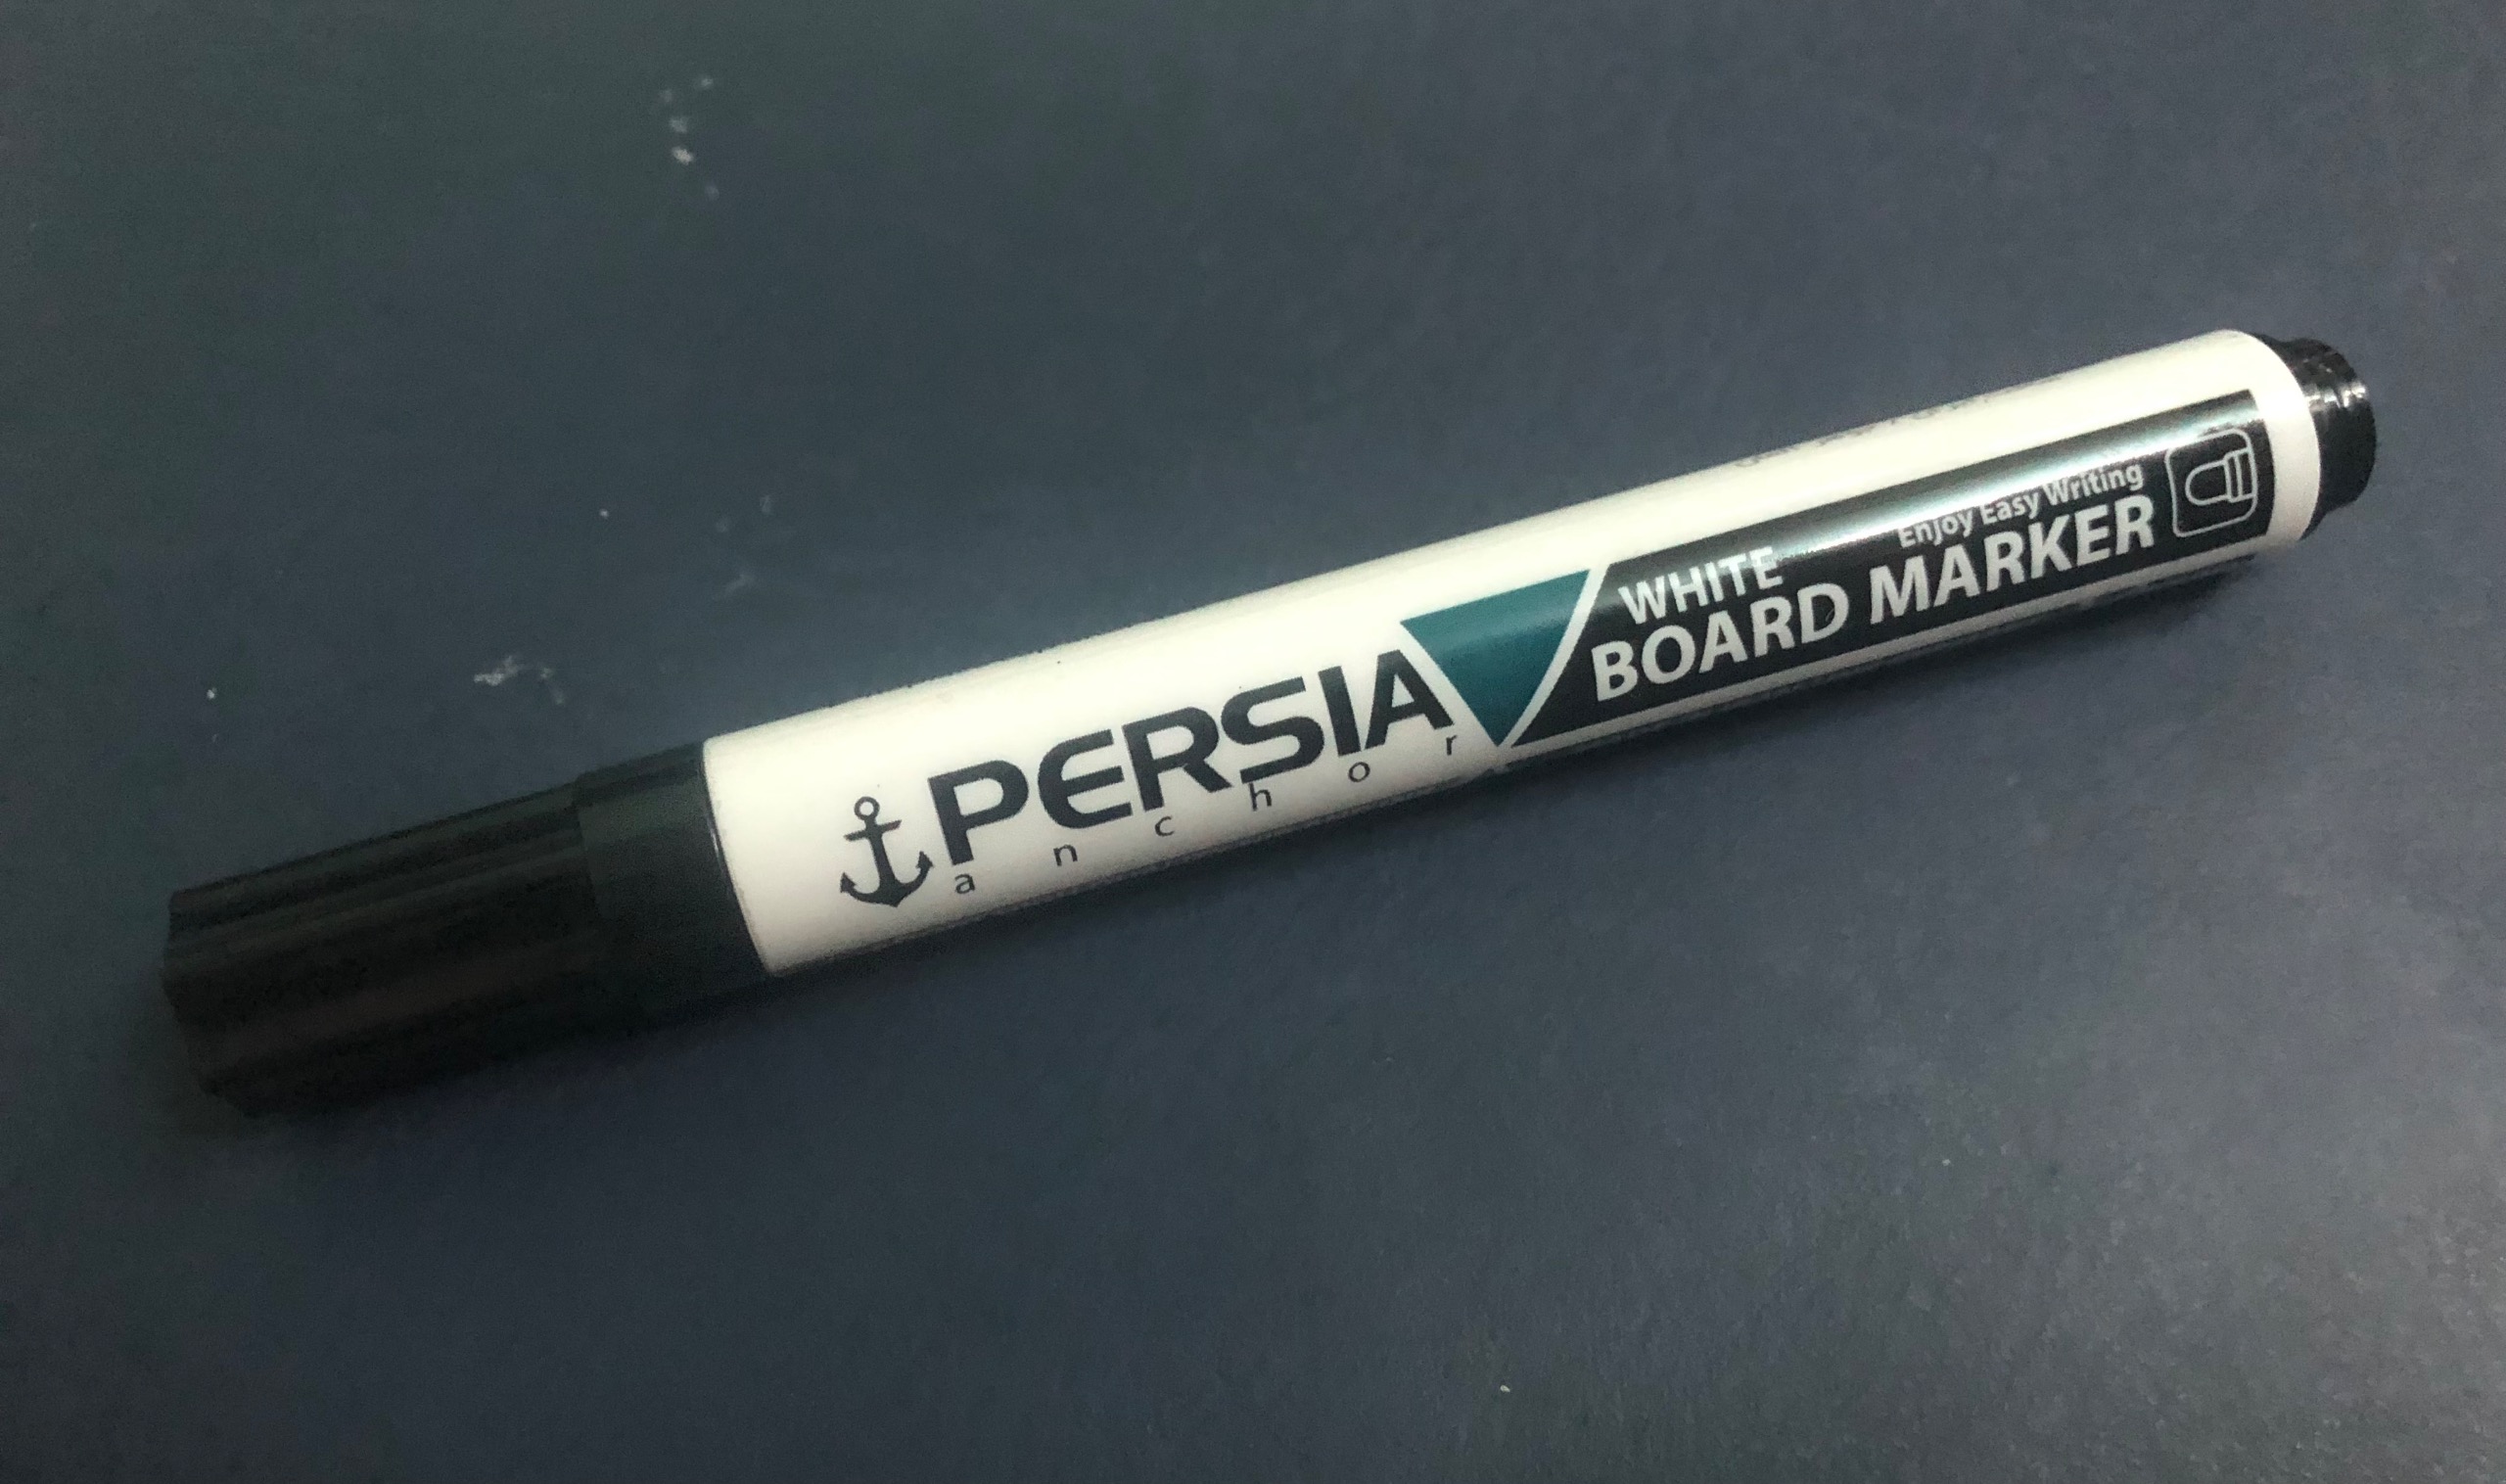 PERSIA
anchor
WHITE
Enjoy Easy Writing
BOARD MARKER